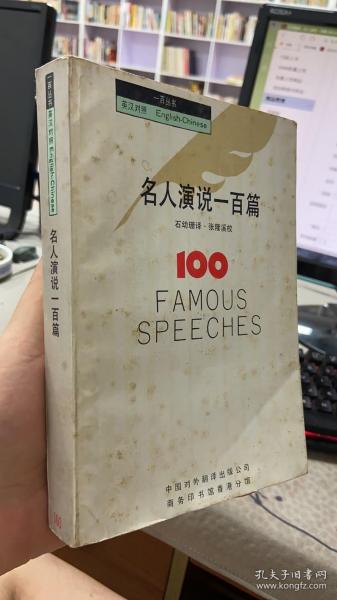 一百丛书
英汉对照 English-Chinese
名人演说一百篇
石幼珊译·张隆溪校
100
FAMOUS
SPEECHES
中国对外翻译出版公司
商务印书馆香港分馆
一百丛书
英汉对照 English-Chinese
名人演说一百篇
100
孔夫子旧书网
www.kongfz.com